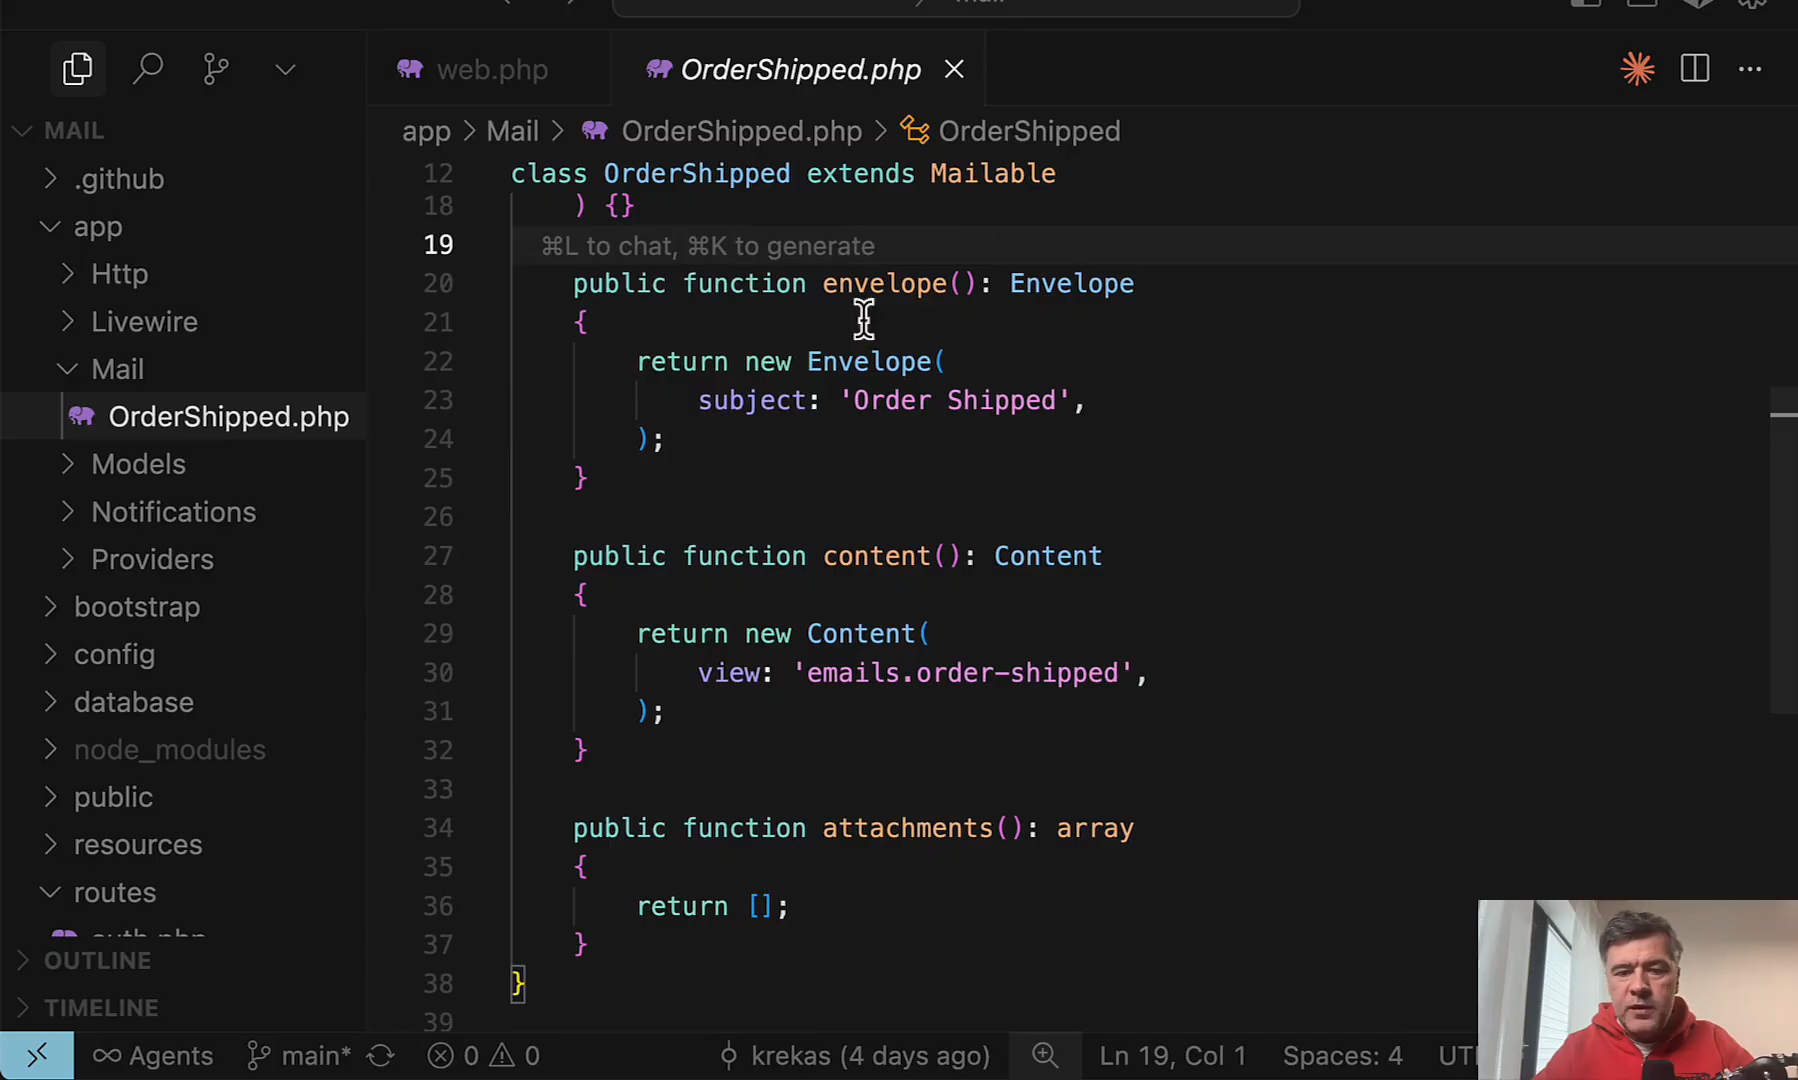 web.php
OrderShipped.php
MAIL
.github
app
Http
Livewire
Mail
OrderShipped.php
Models
Notifications
Providers
bootstrap
config
database
node_modules
public
resources
routes
OUTLINE
TIMELINE
app > Mail > OrderShipped.php > OrderShipped
12 class OrderShipped extends Mailable
18 ) {}
19 ⌘L to chat, ⌘K to generate
20 public function envelope(): Envelope
21 {
22 return new Envelope(
23 subject: 'Order Shipped',
24 );
25 }
26
27 public function content(): Content
28 {
29 return new Content(
30 view: 'emails.order-shipped',
31 );
32 }
33
34 public function attachments(): array
35 {
36 return [];
37 }
38 }
39
Agents main* 0 0 krekas (4 days ago) Ln 19, Col 1 Spaces: 4